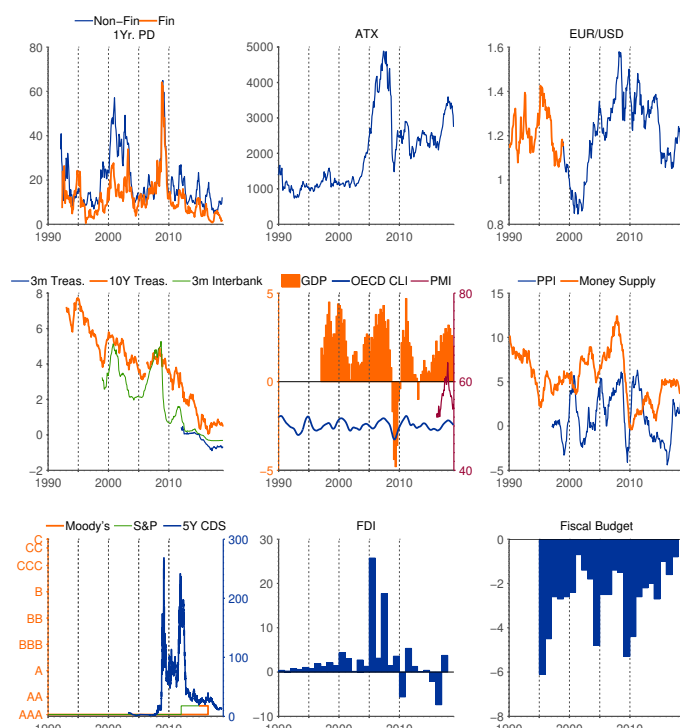 Non-Fin Fin
1Yr. PD
80
60
40
20
0
1990 2000 2010
ATX
5000
4000
3000
2000
1000
0
1990 2000 2010
EUR/USD
1.6
1.4
1.2
1
0.8
1990 2000 2010
3m Treas. 10Y Treas. 3m Interbank
8
6
4
2
0
−2
1990 2000 2010
GDP OECD CLI PMI
5
0
−5
80
60
40
1990 2000 2010
PPI Money Supply
15
10
5
0
−5
1990 2000 2010
Moody's S&P 5Y CDS
C
CC
CCC
B
BB
BBB
A
AA
AAA
300
200
100
0
1990 2000 2010
FDI
30
20
10
0
−10
1990 2000 2010
Fiscal Budget
0
−2
−4
−6
−8
1990 2000 2010